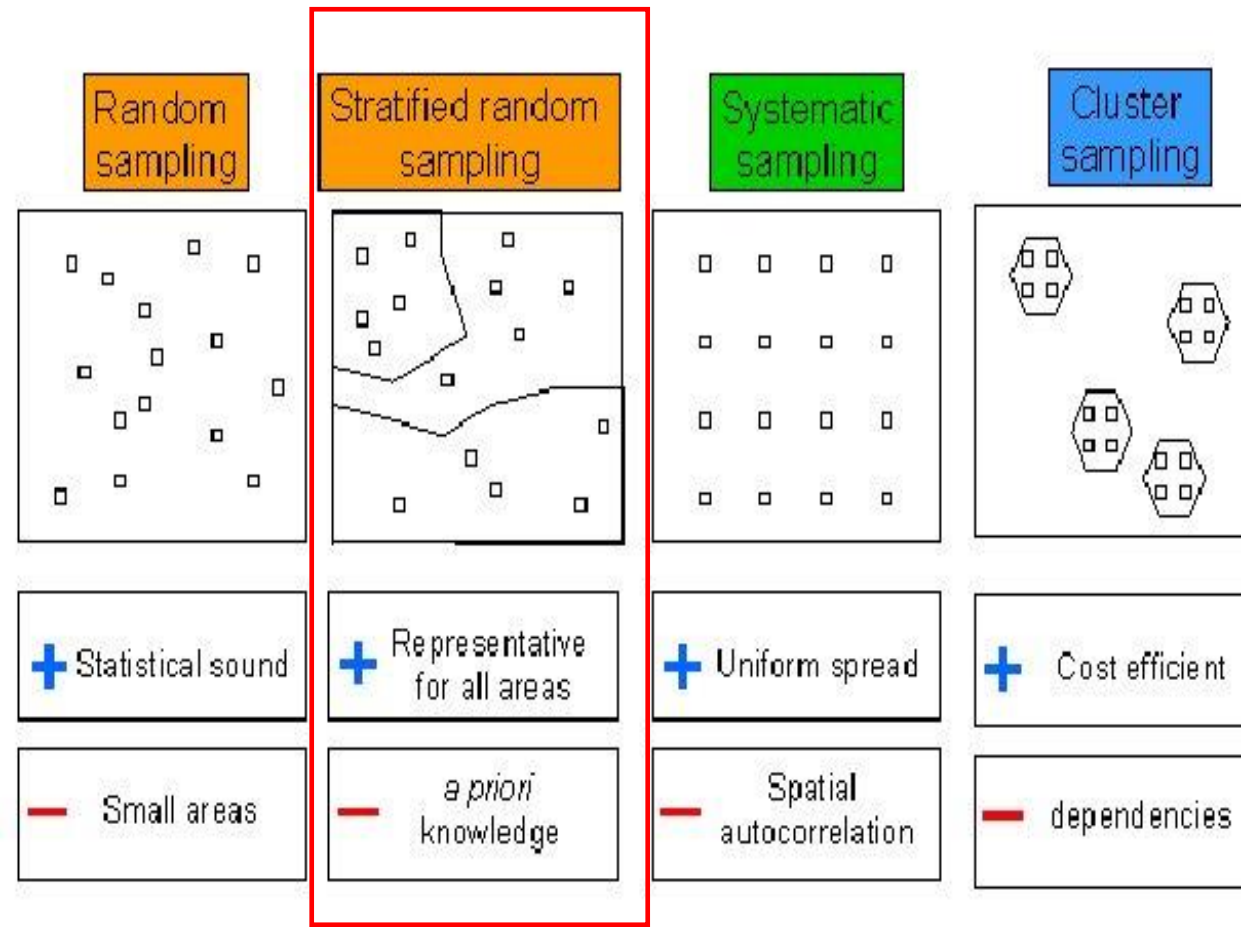 Random
sampling
Stratified random
sampling
Systematic
sampling
Cluster
sampling
Statistical sound
Representative
for all areas
Uniform spread
Cost efficient
Small areas
a priori
knowledge
Spatial
autocorrelation
dependencies